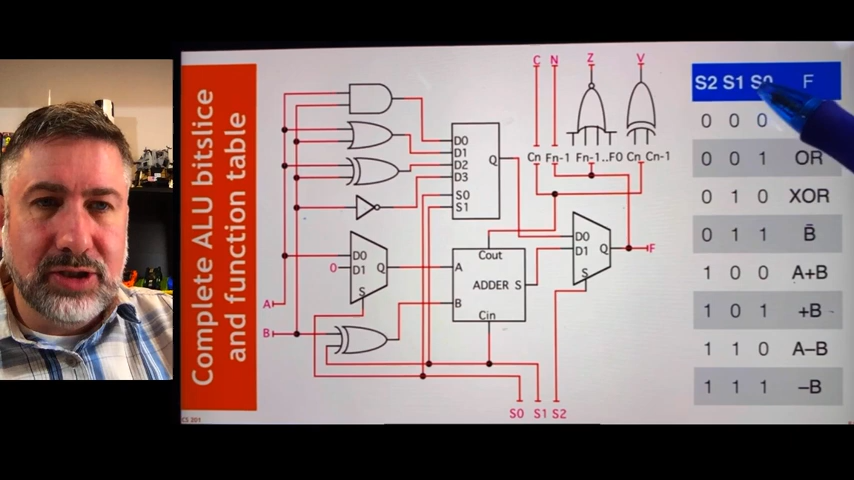 Complete ALU bitslice
and function table
C N Z V
D0
D1
D2
D3
S0
S1
Q
Cn Fn-1 Fn-1..F0 Cn Cn-1
D0
D1
Q
S
F
D0
0 D1
Q
S
Cout
A
ADDER S
B
Cin
A
B
S0 S1 S2
S2 S1 S0 F
0 0 0
0 0 1 OR
0 1 0 XOR
0 1 1 B̄
1 0 0 A+B
1 0 1 +B
1 1 0 A−B
1 1 1 −B
CS 201